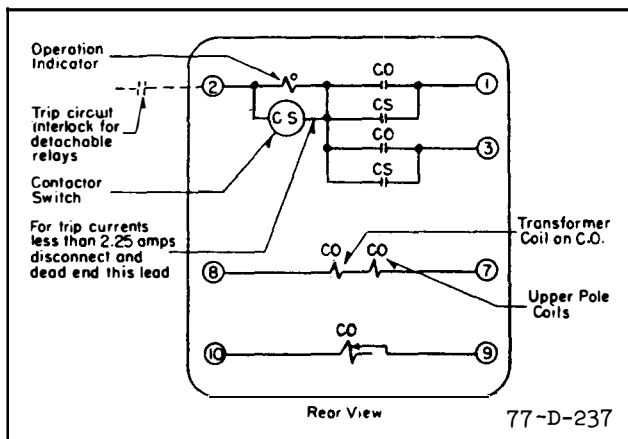 Operation
Indicator
CO
2
1
Trip circuit
interlock for
detachable
relays
CS
CS
CO
3
CS
Contactor
Switch
For trip currents
less than 2.25 amps
disconnect and
dead end this lead
Transformer
Coil on C.O.
CO
CO
8
7
Upper Pole
Coils
CO
10
9
Rear View
77-D-237